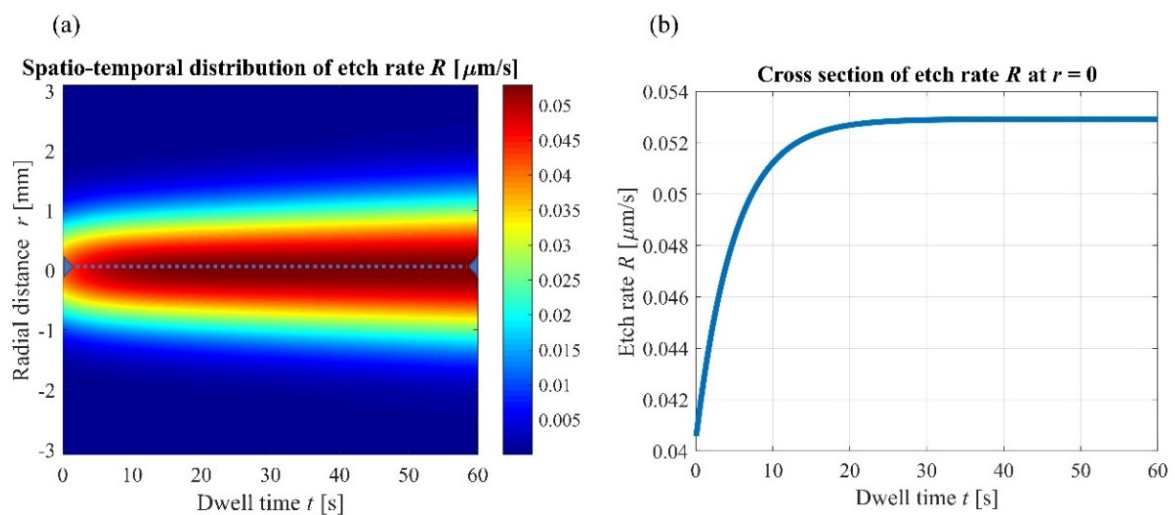 (a)
Spatio-temporal distribution of etch rate R [μm/s]
3
2
1
0
-1
-2
-3
Radial distance r [mm]
0 10 20 30 40 50 60
Dwell time t [s]
0.05
0.045
0.04
0.035
0.03
0.025
0.02
0.015
0.01
0.005
(b)
Cross section of etch rate R at r = 0
0.054
0.052
0.05
0.048
0.046
0.044
0.042
0.04
Etch rate R [μm/s]
0 10 20 30 40 50 60
Dwell time t [s]